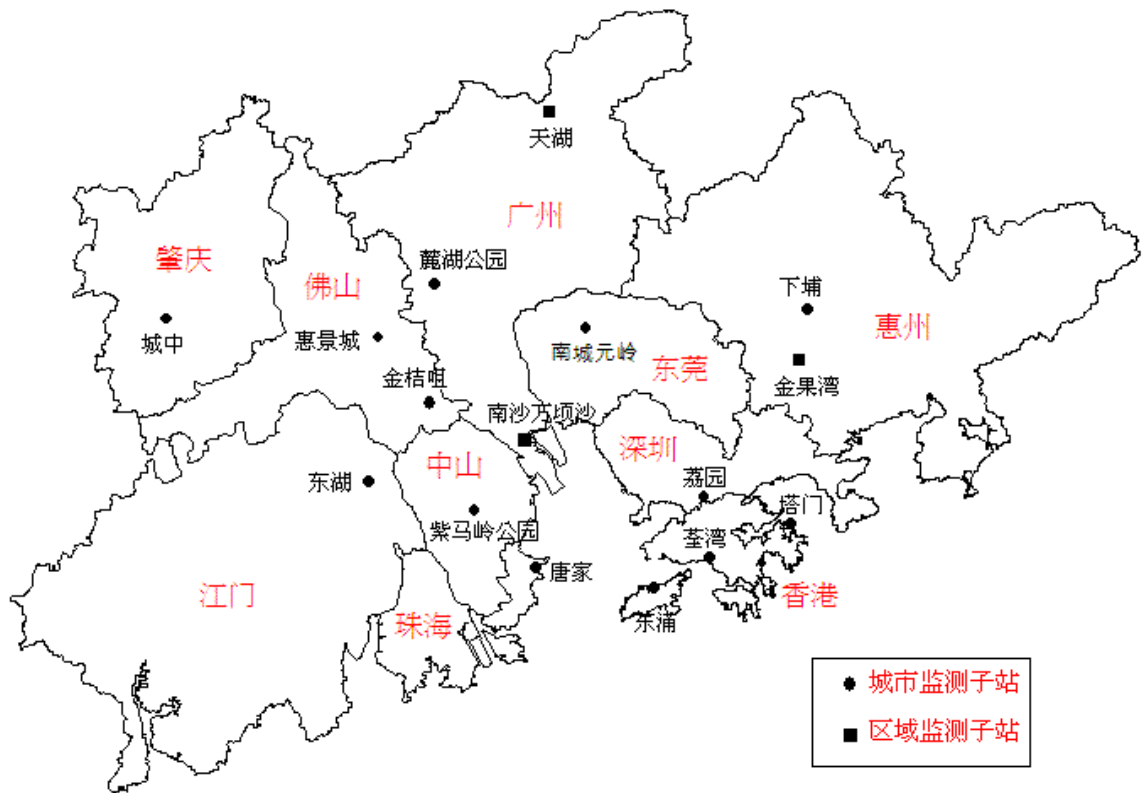 天湖
广州
肇庆
麓湖公园
佛山
下埔
惠州
城中
惠景城
南城元岭
东莞
金果湾
金桔咀
南沙万顷沙
深圳
中山
东湖
荔园
塔门
紫马岭公园
荃湾
唐家
江门
香港
东涌
珠海
城市监测子站
区域监测子站